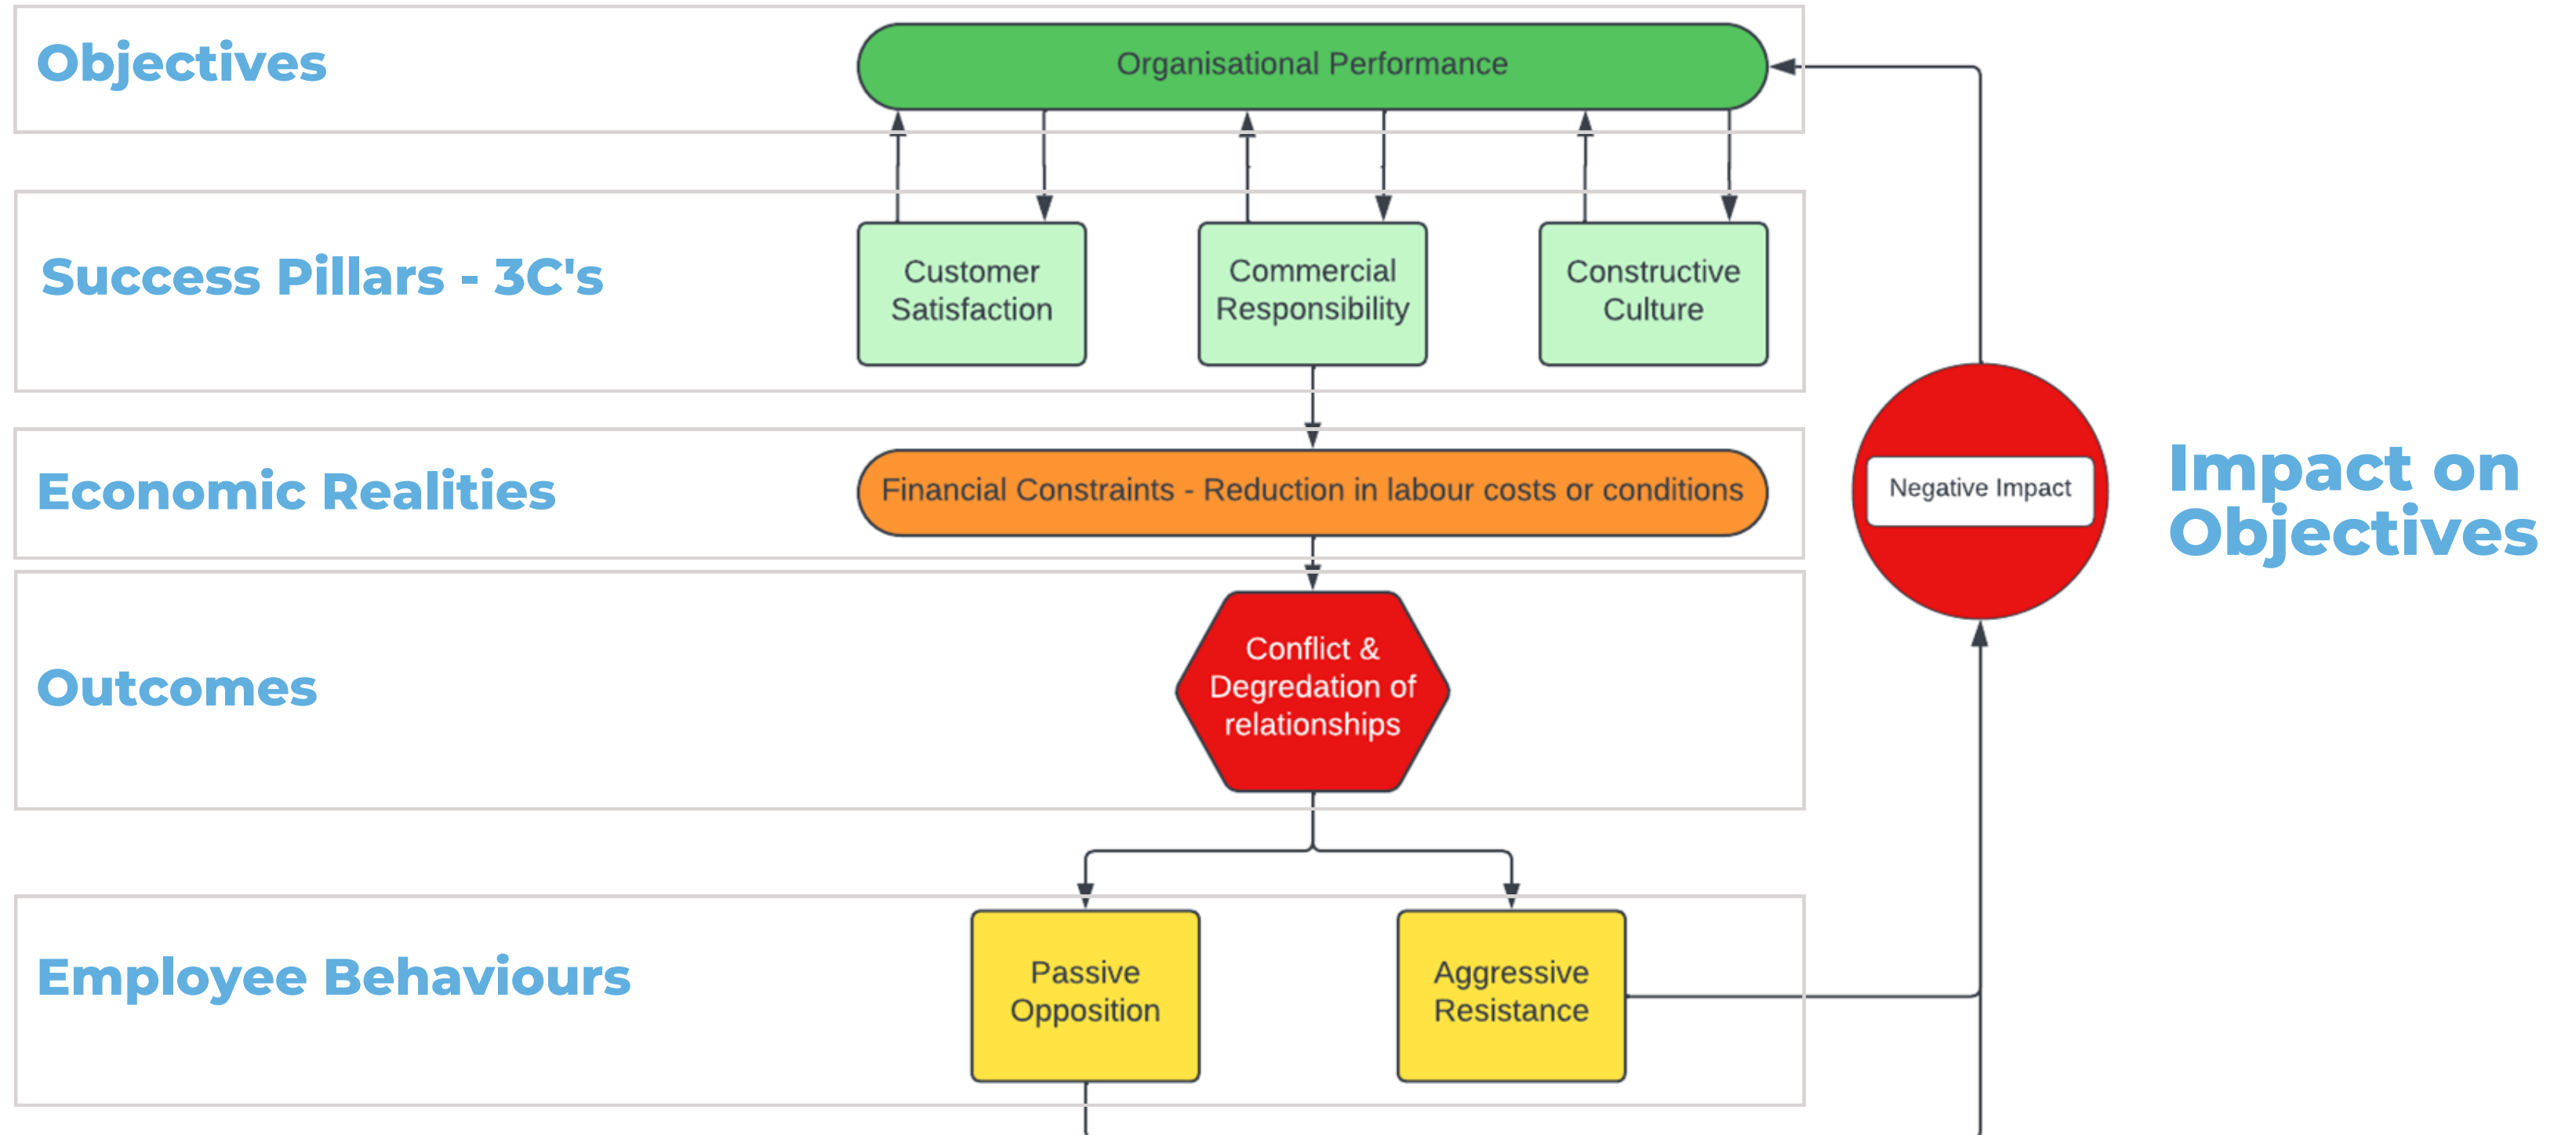 Objectives
Organisational Performance
Success Pillars - 3C's
Customer
Satisfaction
Commercial
Responsibility
Constructive
Culture
Economic Realities
Financial Constraints - Reduction in labour costs or conditions
Negative Impact
Impact on
Objectives
Outcomes
Conflict &
Degredation of
relationships
Employee Behaviours
Passive
Opposition
Aggressive
Resistance